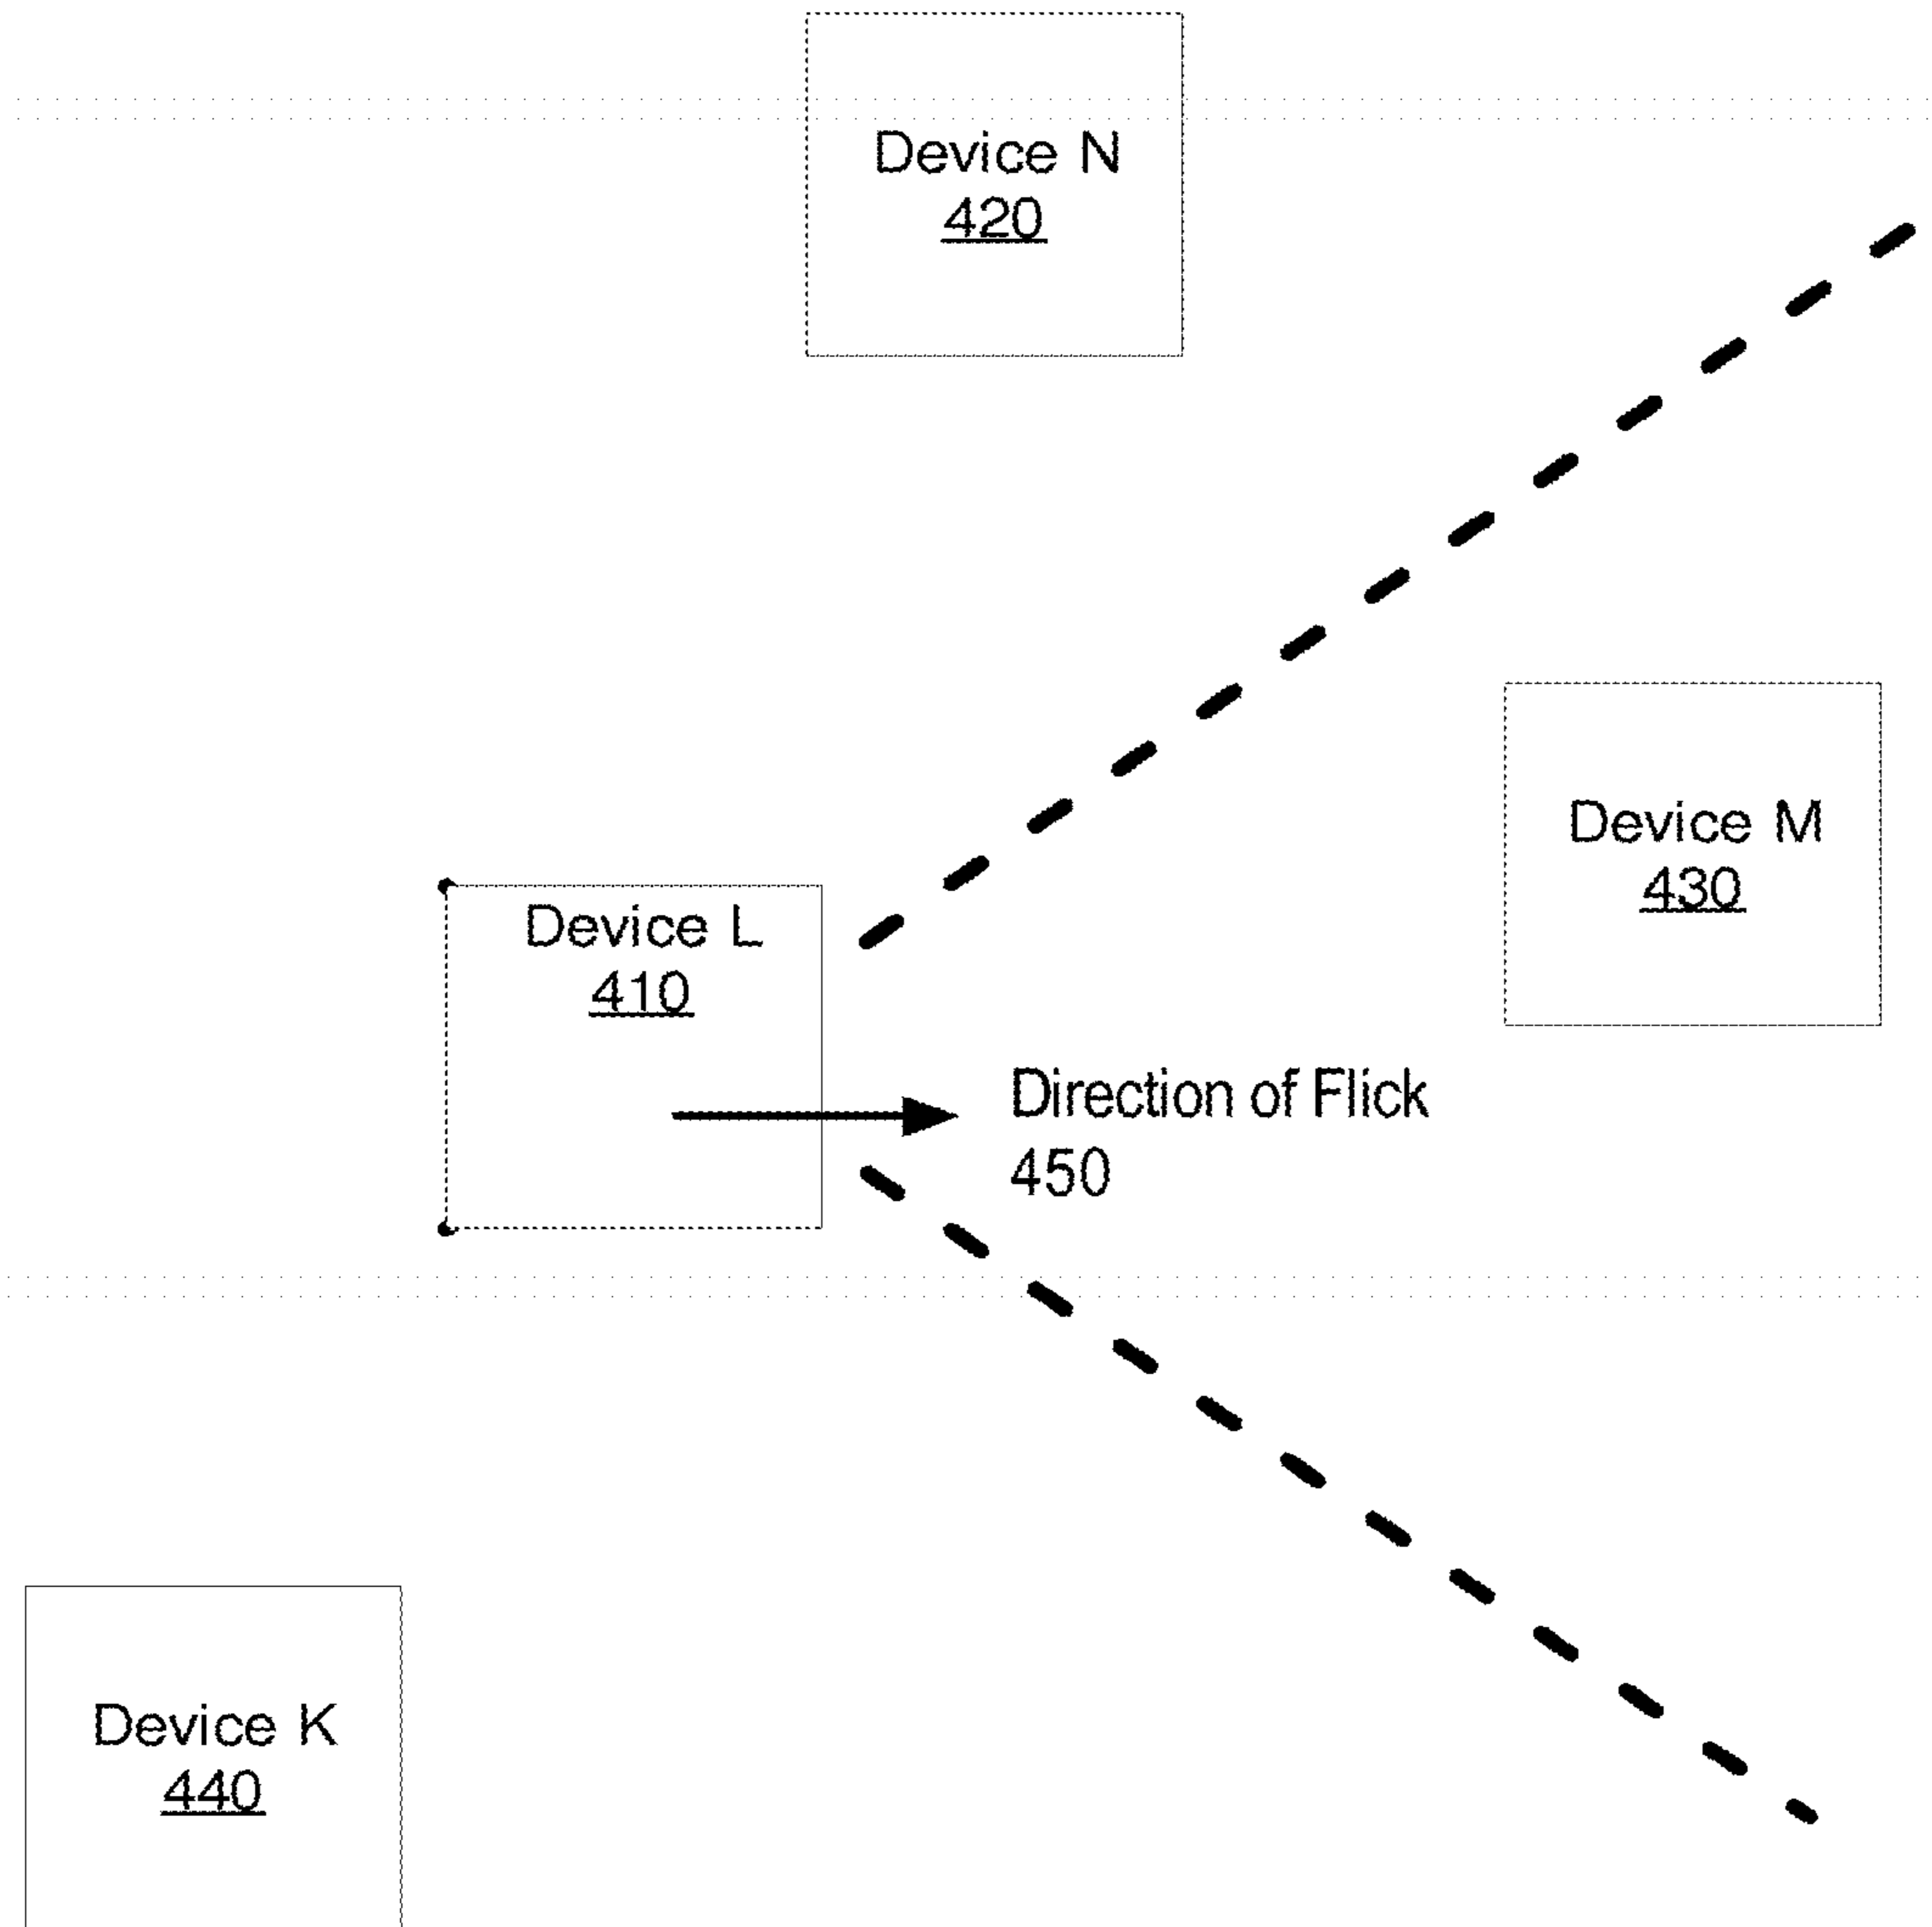 Device N
420
Device M
430
Device L
410
Direction of Flick
450
Device K
440